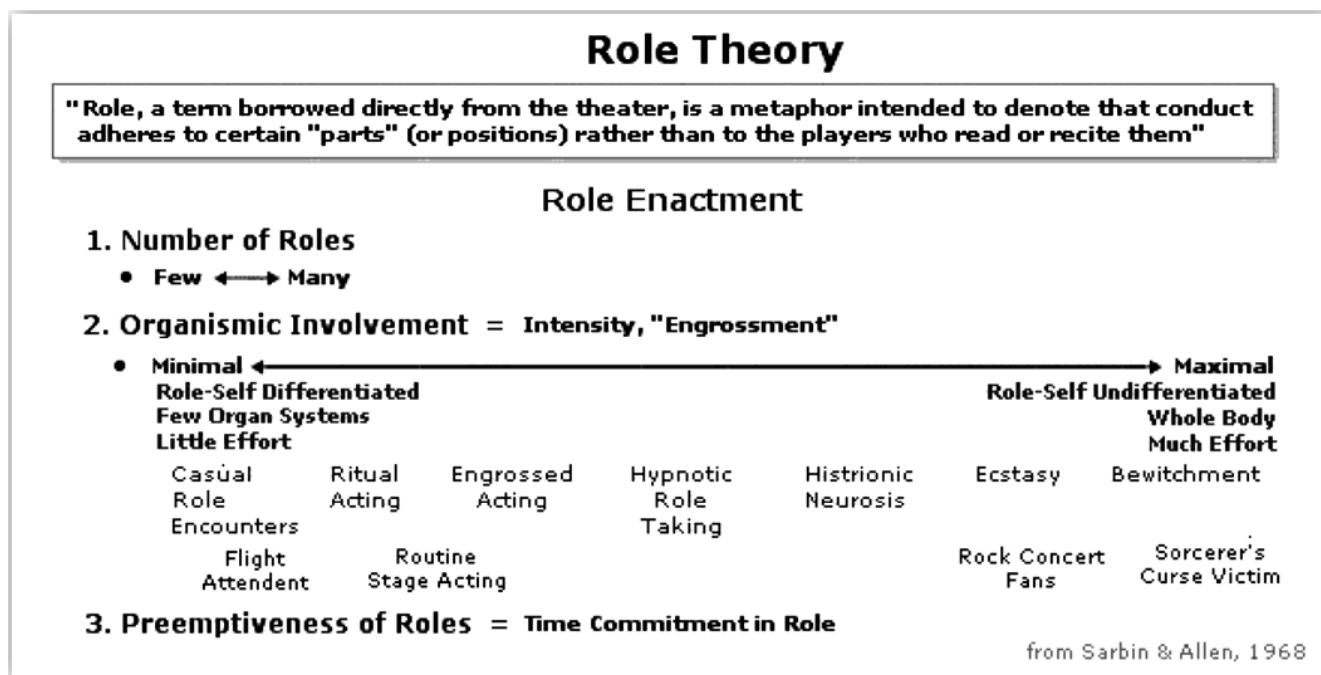 Role Theory
"Role, a term borrowed directly from the theater, is a metaphor intended to denote that conduct
adheres to certain "parts" (or positions) rather than to the players who read or recite them"
Role Enactment
1. Number of Roles
• Few ⟷ Many
2. Organismic Involvement = Intensity, "Engrossment"
• Minimal ⟷ Maximal
Role-Self Differentiated Role-Self Undifferentiated
Few Organ Systems Whole Body
Little Effort Much Effort
Casual Ritual Engrossed Hypnotic Histrionic Ecstasy Bewitchment
Role Acting Acting Role Neurosis
Encounters Taking
Flight Routine Rock Concert Sorcerer's
Attendent Stage Acting Fans Curse Victim
3. Preemptiveness of Roles = Time Commitment in Role
from Sarbin & Allen, 1968